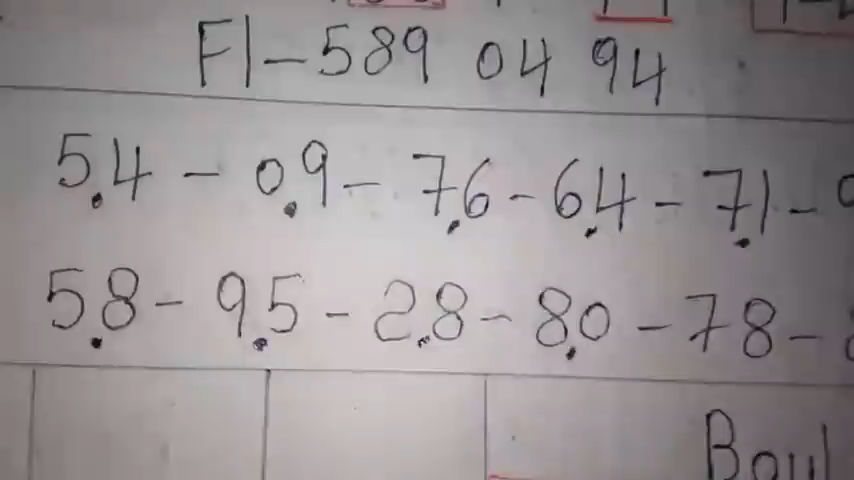 F1-589 04 94
5.4 - 0.9 - 7.6 - 6.4 - 7.1 -
5.8 - 9.5 - 2.8 - 8.0 - 78 -
Boul